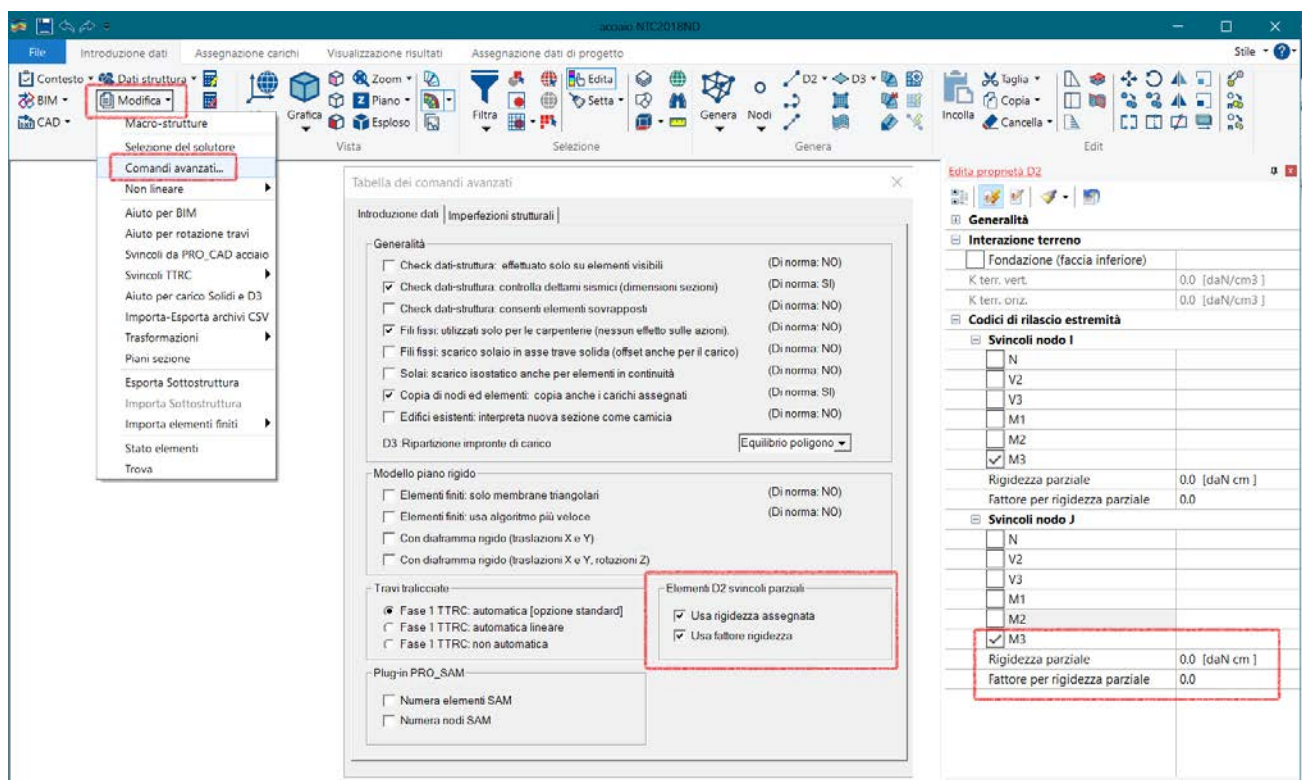 acciaio NTC2018ND
File Introduzione dati Assegnazione carichi Visualizzazione risultati Assegnazione dati di progetto Stile
Contesto Dati struttura Zoom Edita D2 D3 Taglia
BIM Modifica Grafica Piano Filtra Setta Genera Nodi Incolla Copia
CAD Esploso Cancella
Vista Selezione Genera Edit
Macro-strutture
Selezione del solutore
Comandi avanzati...
Non lineare
Aiuto per BIM
Aiuto per rotazione travi
Svincoli da PRO_CAD acciaio
Svincoli TTRC
Aiuto per carico Solidi e D3
Importa-Esporta archivi CSV
Trasformazioni
Piani sezione
Esporta Sottostruttura
Importa Sottostruttura
Importa elementi finiti
Stato elementi
Trova
Tabella dei comandi avanzati
Introduzione dati Imperfezioni strutturali
Generalità
Check dati-struttura: effettuato solo su elementi visibili (Di norma: NO)
Check dati-struttura: controlla dettami sismici (dimensioni sezioni) (Di norma: SI)
Check dati-struttura: consenti elementi sovrapposti (Di norma: NO)
Fili fissi: utilizzati solo per le carpenterie (nessun effetto sulle azioni). (Di norma: NO)
Fili fissi: scarico solaio in asse trave solida (offset anche per il carico) (Di norma: NO)
Solai: scarico isostatico anche per elementi in continuità (Di norma: NO)
Copia di nodi ed elementi: copia anche i carichi assegnati (Di norma: SI)
Edifici esistenti: interpreta nuova sezione come camicia (Di norma: NO)
D3 :Ripartizione impronte di carico Equilibrio poligono
Modello piano rigido
Elementi finiti: solo membrane triangolari (Di norma: NO)
Elementi finiti: usa algoritmo più veloce (Di norma: NO)
Con diaframma rigido (traslazioni X e Y)
Con diaframma rigido (traslazioni X e Y, rotazioni Z)
Travi tralicciate
Fase 1 TTRC: automatica [opzione standard]
Fase 1 TTRC: automatica lineare
Fase 1 TTRC: non automatica
Elementi D2 svincoli parziali
Usa rigidezza assegnata
Usa fattore rigidezza
Plug-in PRO_SAM
Numera elementi SAM
Numera nodi SAM
Edita proprietà D2
Generalità
Interazione terreno
Fondazione (faccia inferiore)
K terr. vert. 0.0 [daN/cm3 ]
K terr. oriz. 0.0 [daN/cm3 ]
Codici di rilascio estremità
Svincoli nodo I
N
V2
V3
M1
M2
M3
Rigidezza parziale 0.0 [daN cm ]
Fattore per rigidezza parziale 0.0
Svincoli nodo J
N
V2
V3
M1
M2
M3
Rigidezza parziale 0.0 [daN cm ]
Fattore per rigidezza parziale 0.0